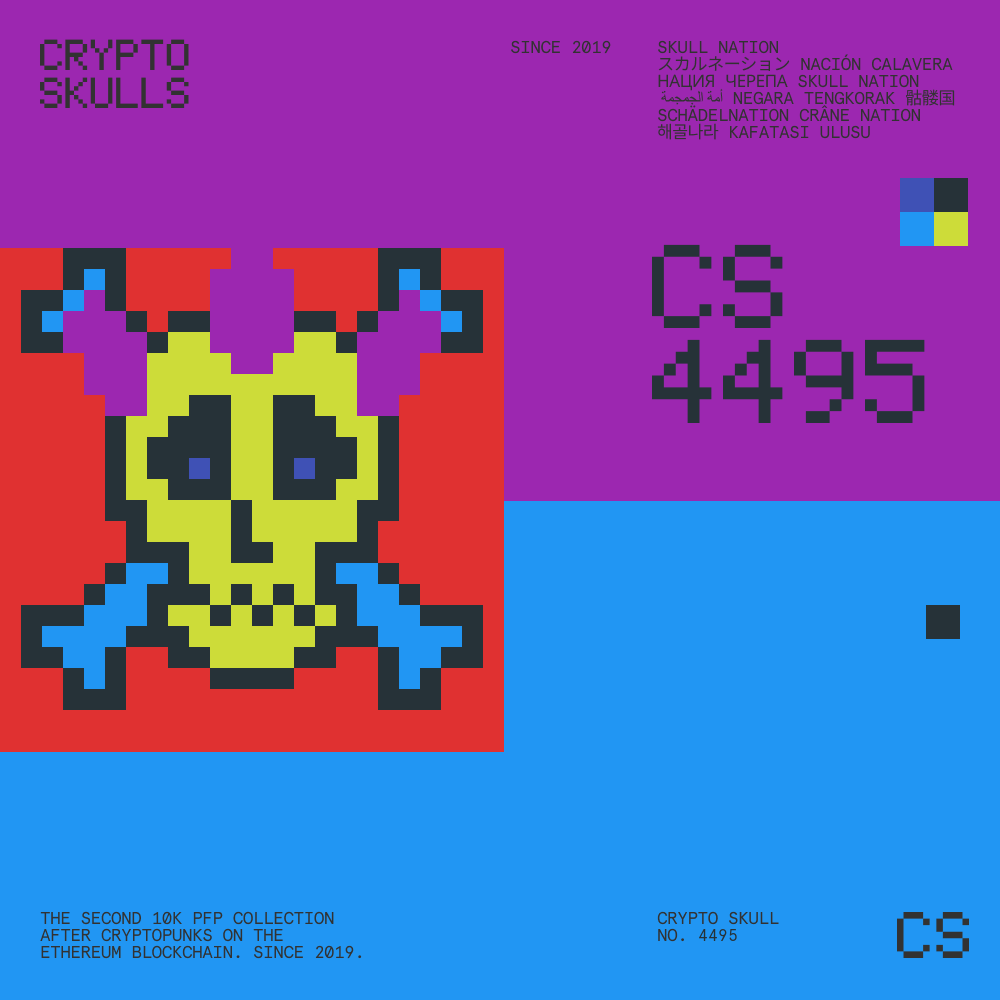 CRYPTO
SKULLS
SINCE 2019
SKULL NATION
スカルネーション NACIÓN CALAVERA
НАЦИЯ ЧЕРЕПА SKULL NATION
أمة الجمجمة NEGARA TENGKORAK 骷髅国
SCHÄDELNATION CRÂNE NATION
해골나라 KAFATASI ULUSU
CS
4495
THE SECOND 10K PFP COLLECTION
AFTER CRYPTOPUNKS ON THE
ETHEREUM BLOCKCHAIN. SINCE 2019.
CRYPTO SKULL
NO. 4495
CS